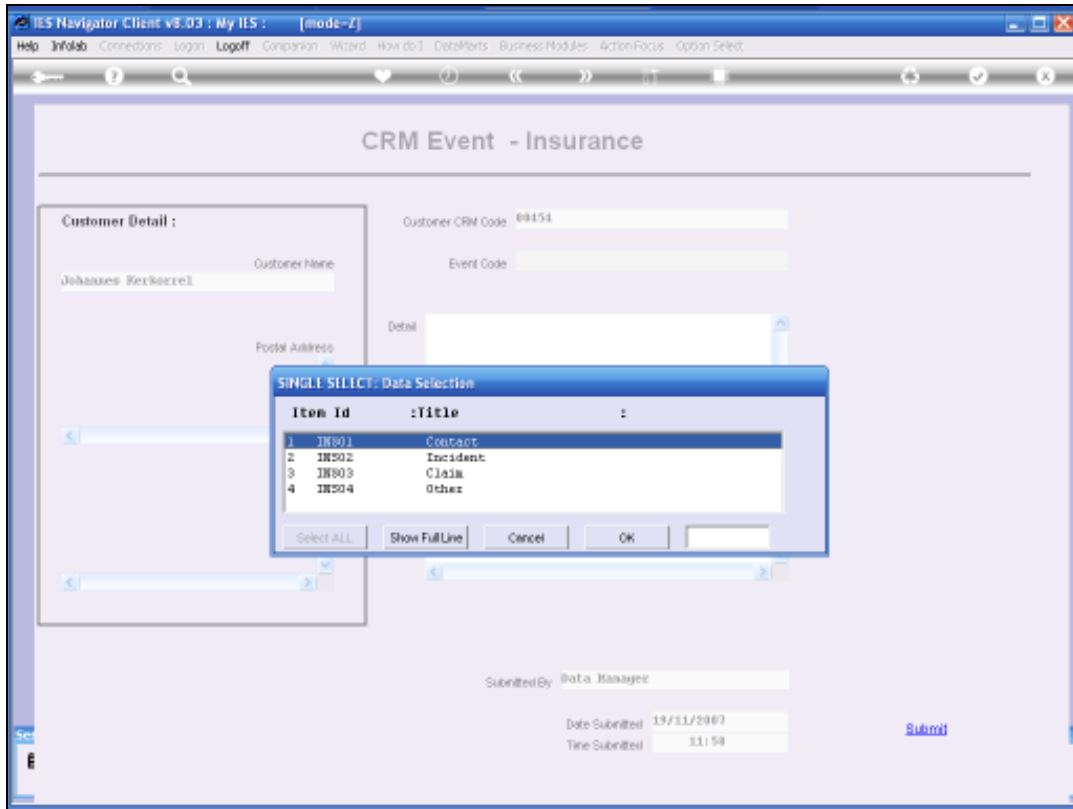 IES Navigator Client v8.03 : My IES : [mode-Z]
Help Infolab Connections Logon Logoff Companion Wizard How do I DataMarts Business Modules Action Focus Option Select
CRM Event - Insurance
Customer Detail :
Customer CRM Code 00454
Customer Name
Event Code
Johannes Kerkorrel
Detail
Postal Address
SINGLE SELECT: Data Selection
Item Id :Title :
1 INS01 Contact
2 INS02 Incident
3 INS03 Claim
4 INS04 Other
Select ALL Show Full Line Cancel OK
Submitted By Data Manager
Date Submitted 19/11/2007
Submit
Time Submitted 11:58